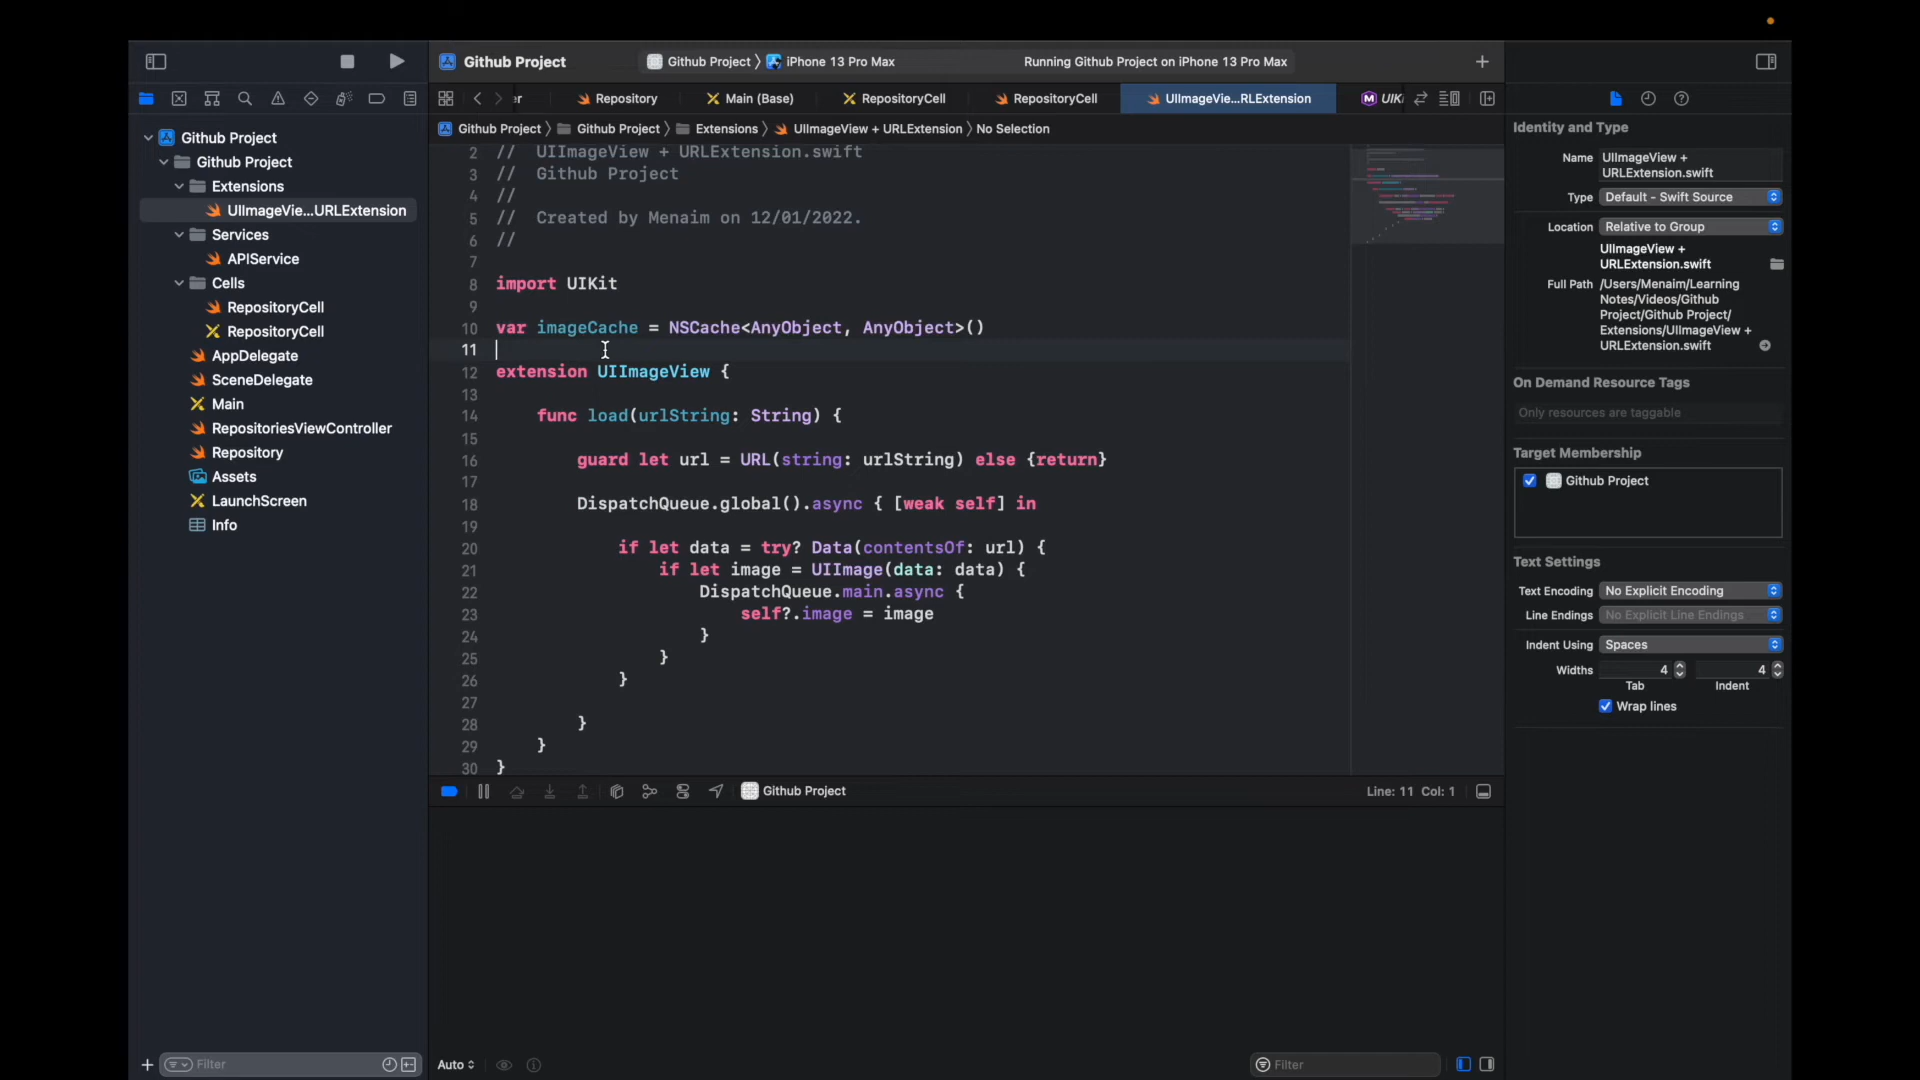 Github Project
Github Project
iPhone 13 Pro Max
Running Github Project on iPhone 13 Pro Max
er
Repository
Main (Base)
RepositoryCell
RepositoryCell
UIImageVie...RLExtension
Github Project
Github Project
Extensions
UIImageView + URLExtension
No Selection
Github Project
Github Project
Extensions
UIImageVie...URLExtension
Services
APIService
Cells
RepositoryCell
RepositoryCell
AppDelegate
SceneDelegate
Main
RepositoriesViewController
Repository
Assets
LaunchScreen
Info
Filter
2 // UIImageView + URLExtension.swift
3 // Github Project
4 //
5 // Created by Menaim on 12/01/2022.
6 //
7
8 import UIKit
9
10 var imageCache = NSCache<AnyObject, AnyObject>()
11
12 extension UIImageView {
13
14 func load(urlString: String) {
15
16 guard let url = URL(string: urlString) else {return}
17
18 DispatchQueue.global().async { [weak self] in
19
20 if let data = try? Data(contentsOf: url) {
21 if let image = UIImage(data: data) {
22 DispatchQueue.main.async {
23 self?.image = image
24 }
25 }
26 }
27
28 }
29 }
30 }
Github Project
Line: 11 Col: 1
Auto
Filter
Identity and Type
Name UIImageView +
URLExtension.swift
Type Default - Swift Source
Location Relative to Group
UIImageView +
URLExtension.swift
Full Path /Users/Menaim/Learning
Notes/Videos/Github
Project/Github Project/
Extensions/UIImageView +
URLExtension.swift
On Demand Resource Tags
Only resources are taggable
Target Membership
Github Project
Text Settings
Text Encoding No Explicit Encoding
Line Endings No Explicit Line Endings
Indent Using Spaces
Widths 4 4
Tab Indent
Wrap lines